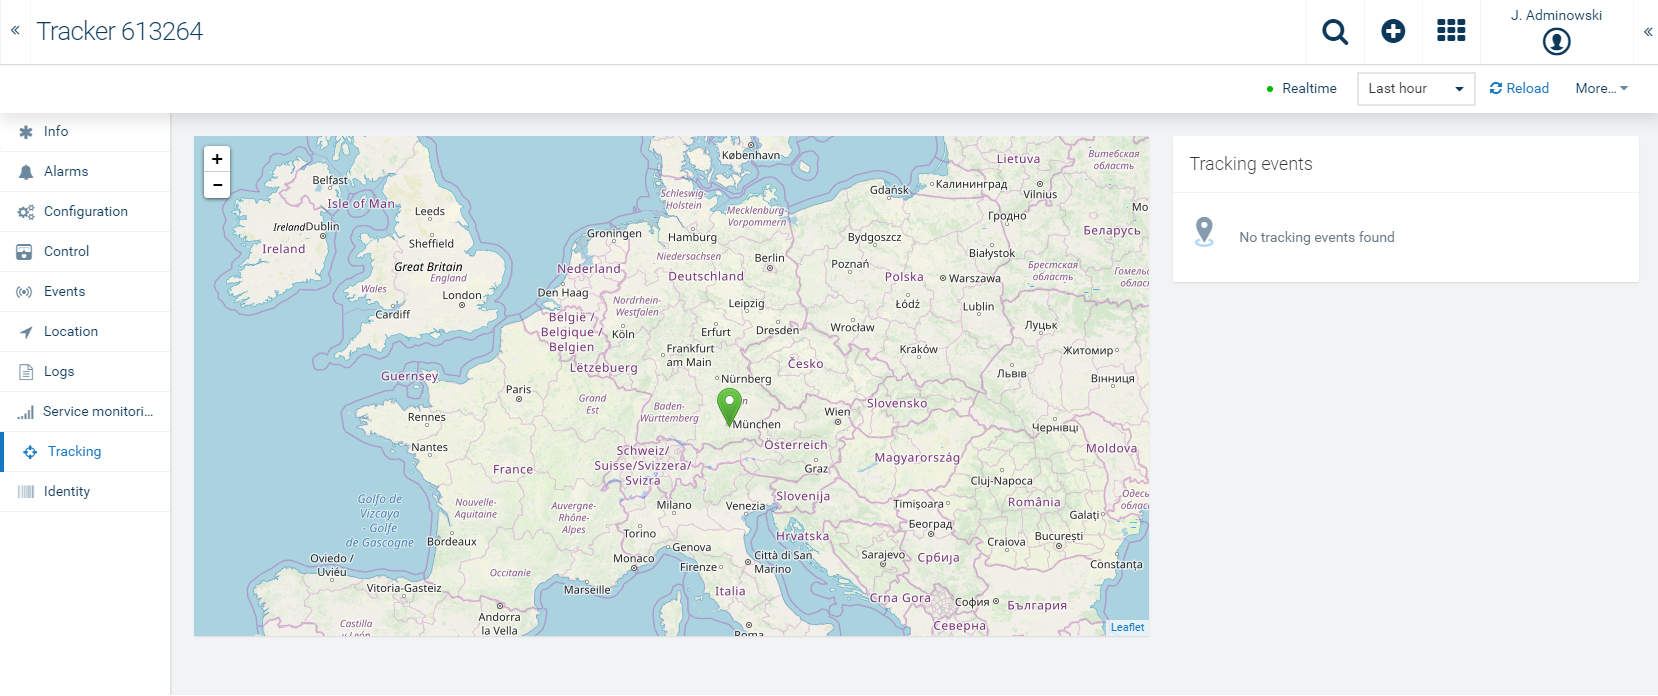 «
Tracker 613264
J. Adminowski
«
Realtime
Last hour
Reload
More...
Info
Alarms
Configuration
Control
Events
Location
Logs
Service monitori...
Tracking
Identity
+
−
København
Lietuva
Витебская
область
Belfast
Schleswig-
Holstein
Gdańsk
Калининград
Vilnius
Isle of Man
Leeds
Mecklenburg-
Vorpommern
Гродно
Мо
Ireland
Dublin
Groningen
Hamburg
Bydgoszcz
Беларусь
Ireland
Sheffield
Niedersachsen
Berlin
Białystok
Great Britain
England
Nederland
Deutschland
Poznań
Polska
Warszawa
Брестская
область
Гомель
област
Wales
London
Den Haag
Nordrhein-
Westfalen
Leipzig
Łódź
Lublin
Cardiff
België /
Belgique /
Belgien
Köln
Erfurt
Dresden
Wrocław
Луцьк
Frankfurt
am Main
Kraków
Житомир
Guernsey
Lëtzebuerg
Česko
Львів
Вінниця
Paris
Nürnberg
Rennes
Grand
Est
Baden-
Württemberg
n
München
Wien
Slovensko
Чернівці
Nantes
Schweiz/
Suisse/Svizzera/
Svizra
Österreich
Magyarország
Moldova
France
Graz
Cluj-Napoca
Golfo de
Vizcaya
- Golfe
de Gascogne
Nouvelle-
Aquitaine
Auvergne-
Rhône-
Alpes
Milano
Venezia
Slovenija
Timișoara
România
Одесь
област
Galați
Bordeaux
Torino
Genova
Hrvatska
Београд
Craiova
București
Oviedo /
Uviéu
Monaco
Firenze
Città di San
Marino
Sarajevo
Србија
Constanța
Vitoria-Gasteiz
Occitanie
Marseille
Italia
Crna Gora
София
България
Castilla
y León
Andorra
la Vella
Roma
Северна
Leaflet
Tracking events
No tracking events found